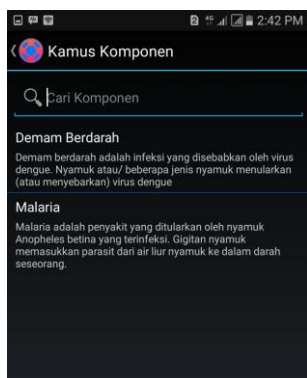 2:42 PM
Kamus Komponen
Cari Komponen
Demam Berdarah
Demam berdarah adalah infeksi yang disebabkan oleh virus
dengue. Nyamuk atau/ beberapa jenis nyamuk menularkan
(atau menyebarkan) virus dengue
Malaria
Malaria adalah penyakit yang ditularkan oleh nyamuk
Anopheles betina yang terinfeksi. Gigitan nyamuk
memasukkan parasit dari air liur nyamuk ke dalam darah
seseorang.